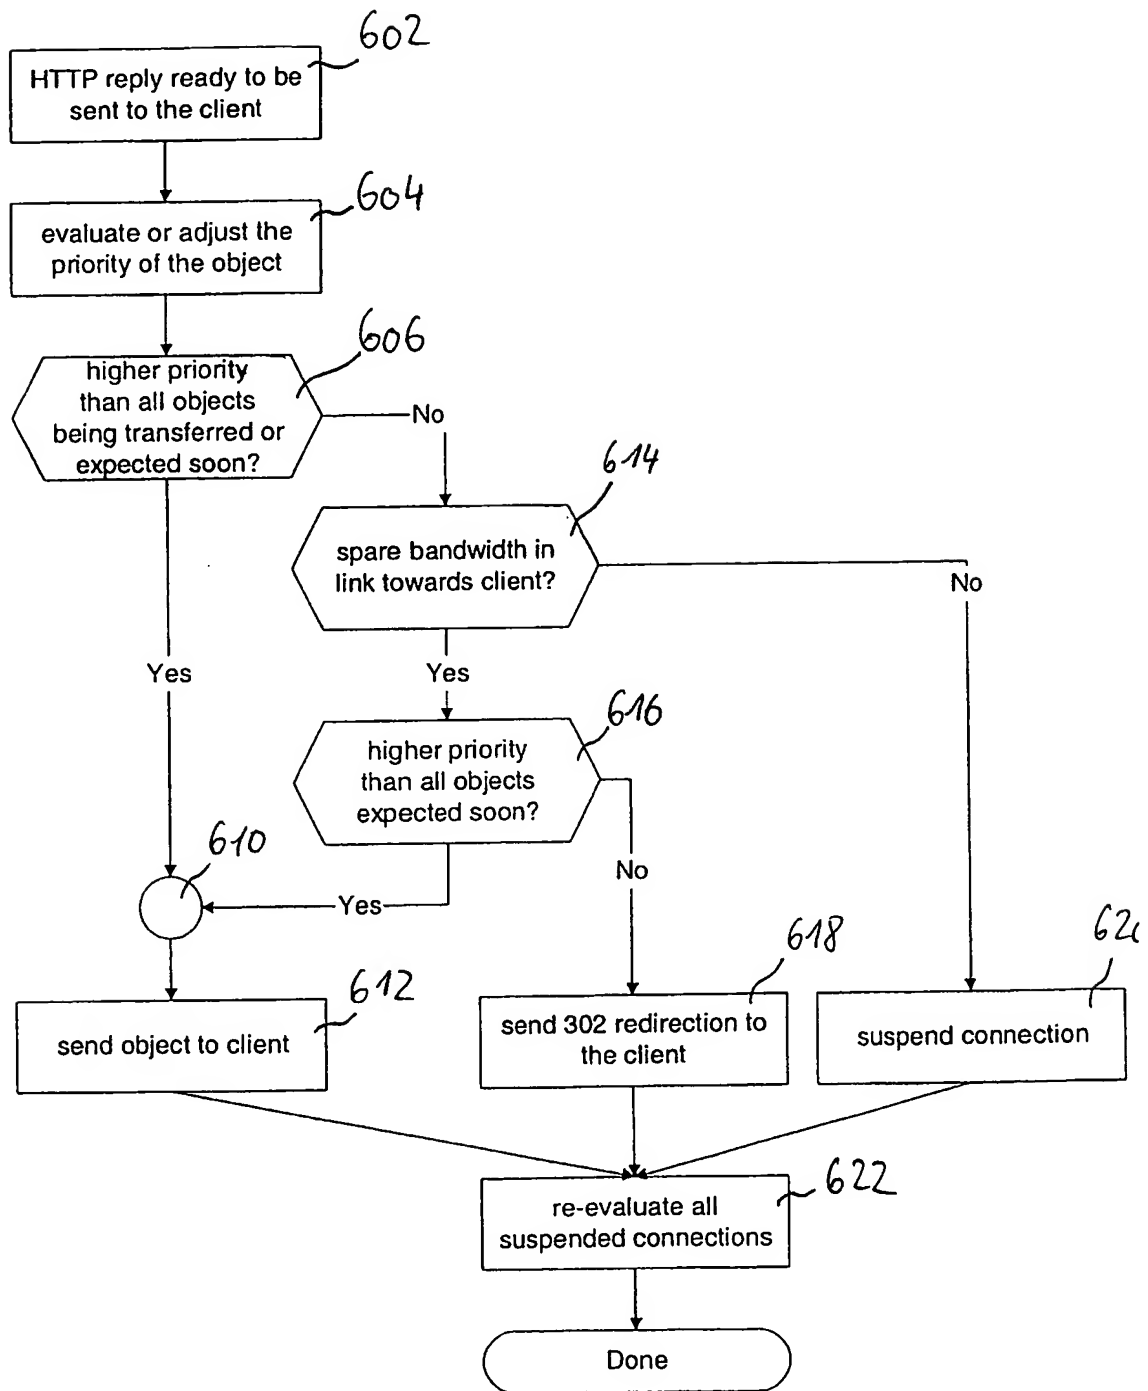 602
HTTP reply ready to be
sent to the client
604
evaluate or adjust the
priority of the object
606
higher priority
than all objects
being transferred or
expected soon?
No
614
spare bandwidth in
link towards client?
No
Yes
Yes
616
higher priority
than all objects
expected soon?
610
No
Yes
618
612
send object to client
send 302 redirection to
the client
suspend connection
622
re-evaluate all
suspended connections
Done